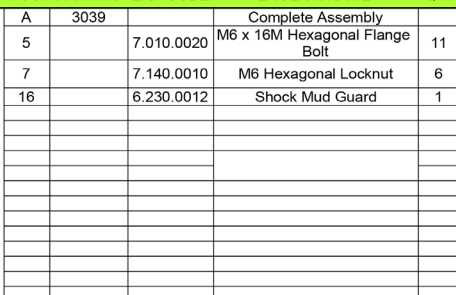 A 3039 Complete Assembly
5 7.010.0020 M6 x 16M Hexagonal Flange Bolt 11
7 7.140.0010 M6 Hexagonal Locknut 6
16 6.230.0012 Shock Mud Guard 1